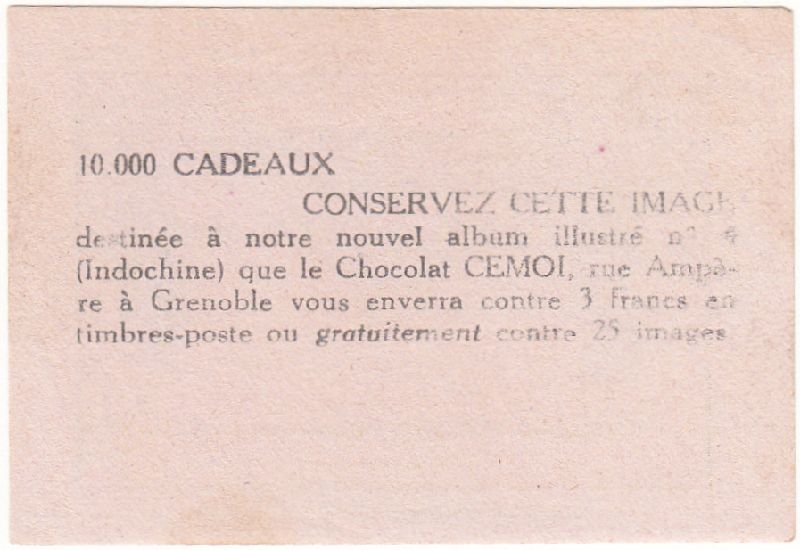 10.000 CADEAUX
CONSERVEZ CETTE IMAGE
destinée à notre nouvel album illustré n° 4
(Indochine) que le Chocolat CEMOI, rue Ampè-
re à Grenoble vous enverra contre 3 francs en
timbres-poste ou gratuitement contre 25 images